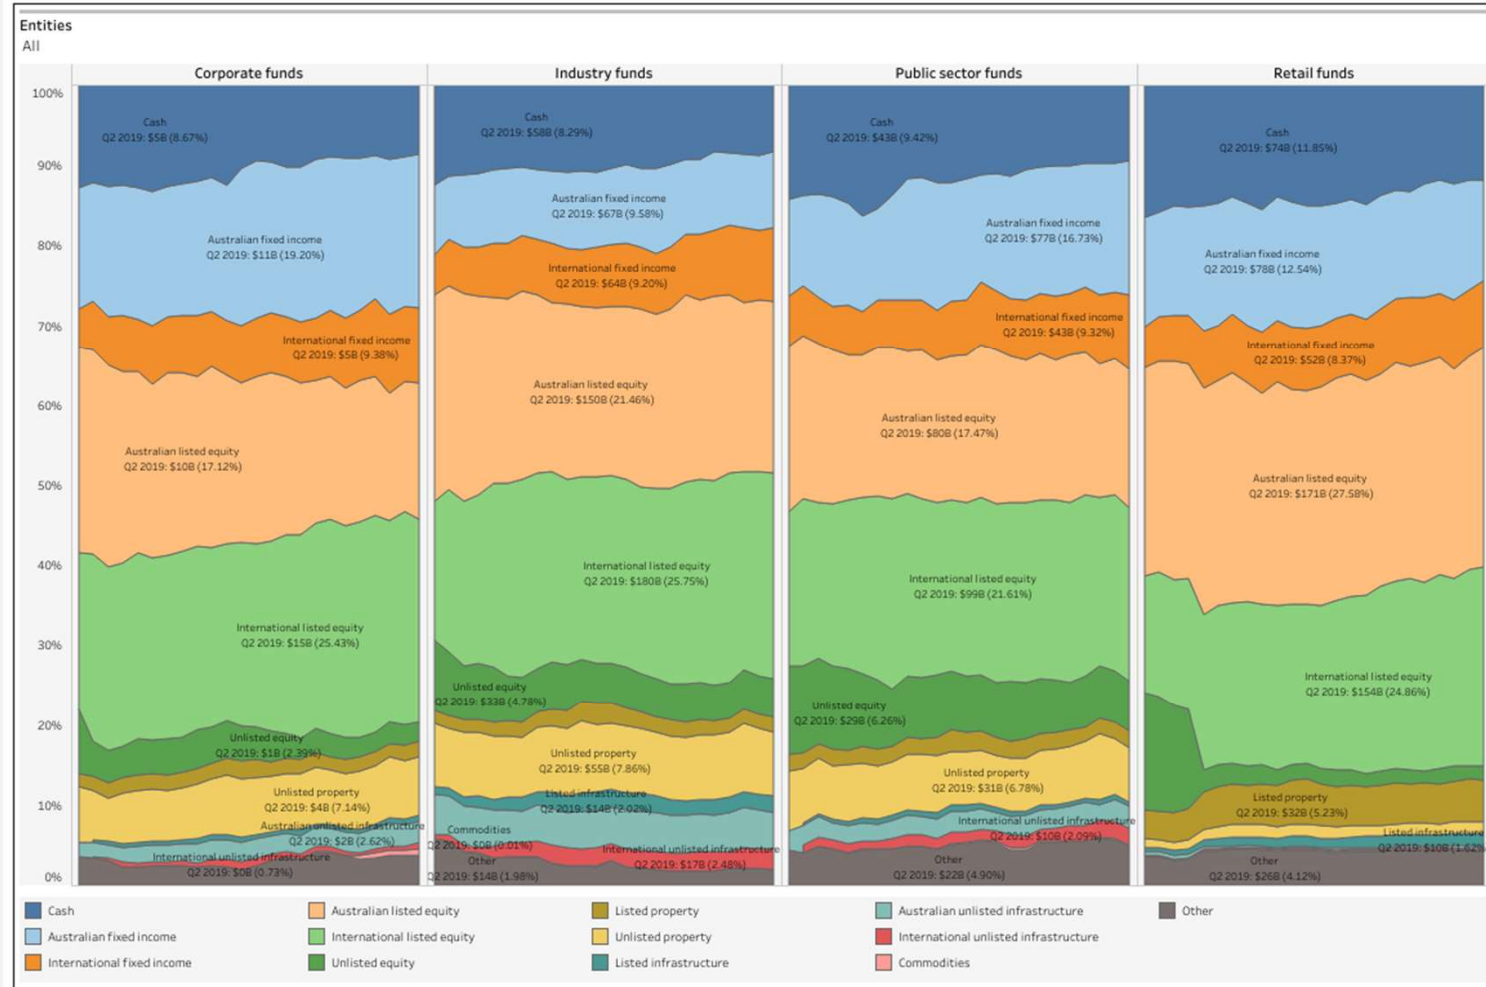 Entities
All
Corporate funds
Industry funds
Public sector funds
Retail funds
100%
90%
80%
70%
60%
50%
40%
30%
20%
10%
0%
Cash
Q2 2019: $5B (8.67%)
Australian fixed income
Q2 2019: $11B (19.20%)
International fixed income
Q2 2019: $5B (9.38%)
Australian listed equity
Q2 2019: $10B (17.12%)
International listed equity
Q2 2019: $15B (25.43%)
Unlisted equity
Q2 2019: $1B (2.39%)
Unlisted property
Q2 2019: $4B (7.14%)
Australian unlisted infrastructure
Q2 2019: $2B (2.62%)
International unlisted infrastructure
Q2 2019: $0B (0.73%)
Cash
Q2 2019: $58B (8.29%)
Australian fixed income
Q2 2019: $67B (9.58%)
International fixed income
Q2 2019: $64B (9.20%)
Australian listed equity
Q2 2019: $150B (21.46%)
International listed equity
Q2 2019: $180B (25.75%)
Unlisted equity
Q2 2019: $33B (4.78%)
Unlisted property
Q2 2019: $55B (7.86%)
Listed infrastructure
Q2 2019: $14B (2.02%)
Commodities
Q2 2019: $0B (0.01%)
International unlisted infrastructure
Q2 2019: $17B (2.48%)
Other
Q2 2019: $14B (1.98%)
Cash
Q2 2019: $43B (9.42%)
Australian fixed income
Q2 2019: $77B (16.73%)
International fixed income
Q2 2019: $43B (9.32%)
Australian listed equity
Q2 2019: $80B (17.47%)
International listed equity
Q2 2019: $99B (21.61%)
Unlisted equity
Q2 2019: $29B (6.26%)
Unlisted property
Q2 2019: $31B (6.78%)
International unlisted infrastructure
Q2 2019: $10B (2.09%)
Other
Q2 2019: $22B (4.90%)
Cash
Q2 2019: $74B (11.85%)
Australian fixed income
Q2 2019: $78B (12.54%)
International fixed income
Q2 2019: $52B (8.37%)
Australian listed equity
Q2 2019: $171B (27.58%)
International listed equity
Q2 2019: $154B (24.86%)
Listed property
Q2 2019: $32B (5.23%)
Listed infrastructure
Q2 2019: $10B (1.62%)
Other
Q2 2019: $26B (4.12%)
Cash
Australian listed equity
Listed property
Australian unlisted infrastructure
Other
Australian fixed income
International listed equity
Unlisted property
International unlisted infrastructure
International fixed income
Unlisted equity
Listed infrastructure
Commodities